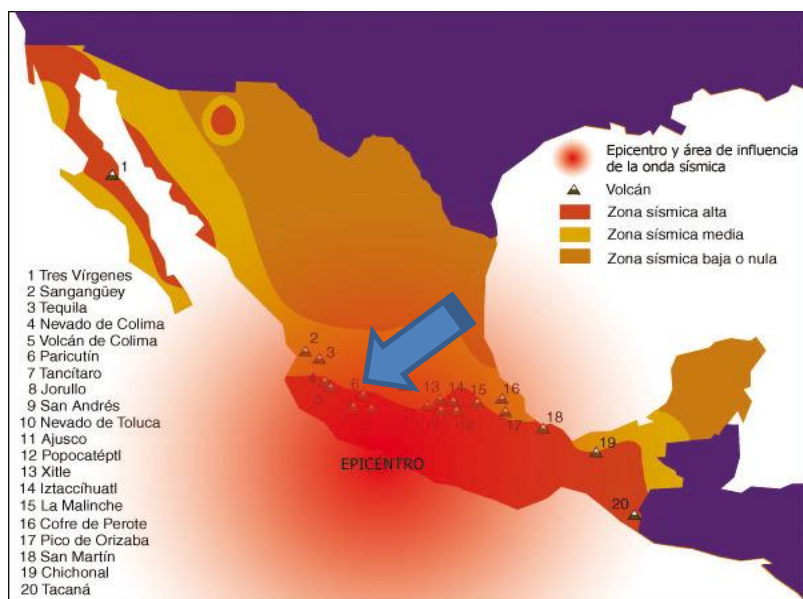 Epicentro y área de influencia
de la onda sísmica
Volcán
Zona sísmica alta
Zona sísmica media
Zona sísmica baja o nula
1 Tres Vírgenes
2 Sangangüey
3 Tequila
4 Nevado de Colima
5 Volcán de Colima
6 Paricutín
7 Tancítaro
8 Jorullo
9 San Andrés
10 Nevado de Toluca
11 Ajusco
12 Popocatéptl
13 Xitle
14 Iztaccíhuatl
15 La Malinche
16 Cofre de Perote
17 Pico de Orizaba
18 San Martín
19 Chichonal
20 Tacaná
1
2
3
4
5
6
13
14
15
16
12
17
18
19
EPICENTRO
20